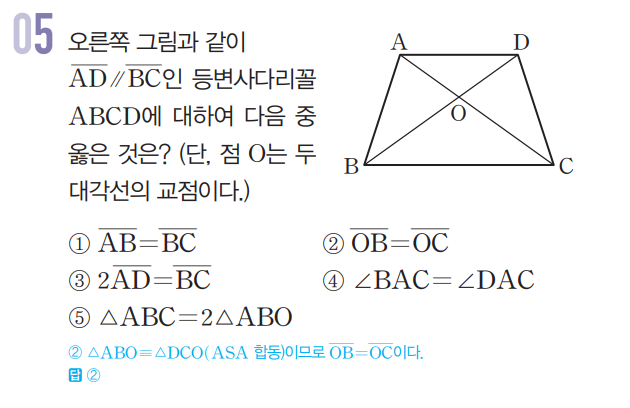 05
오른쪽 그림과 같이
AD∥BC인 등변사다리꼴
ABCD에 대하여 다음 중
옳은 것은? (단, 점 O는 두
대각선의 교점이다.)
A D
O
B C
① AB=BC ② OB=OC
③ 2AD=BC ④ ∠BAC=∠DAC
⑤ △ABC=2△ABO
② △ABO≡△DCO(ASA 합동)이므로 OB=OC이다.
답 ②